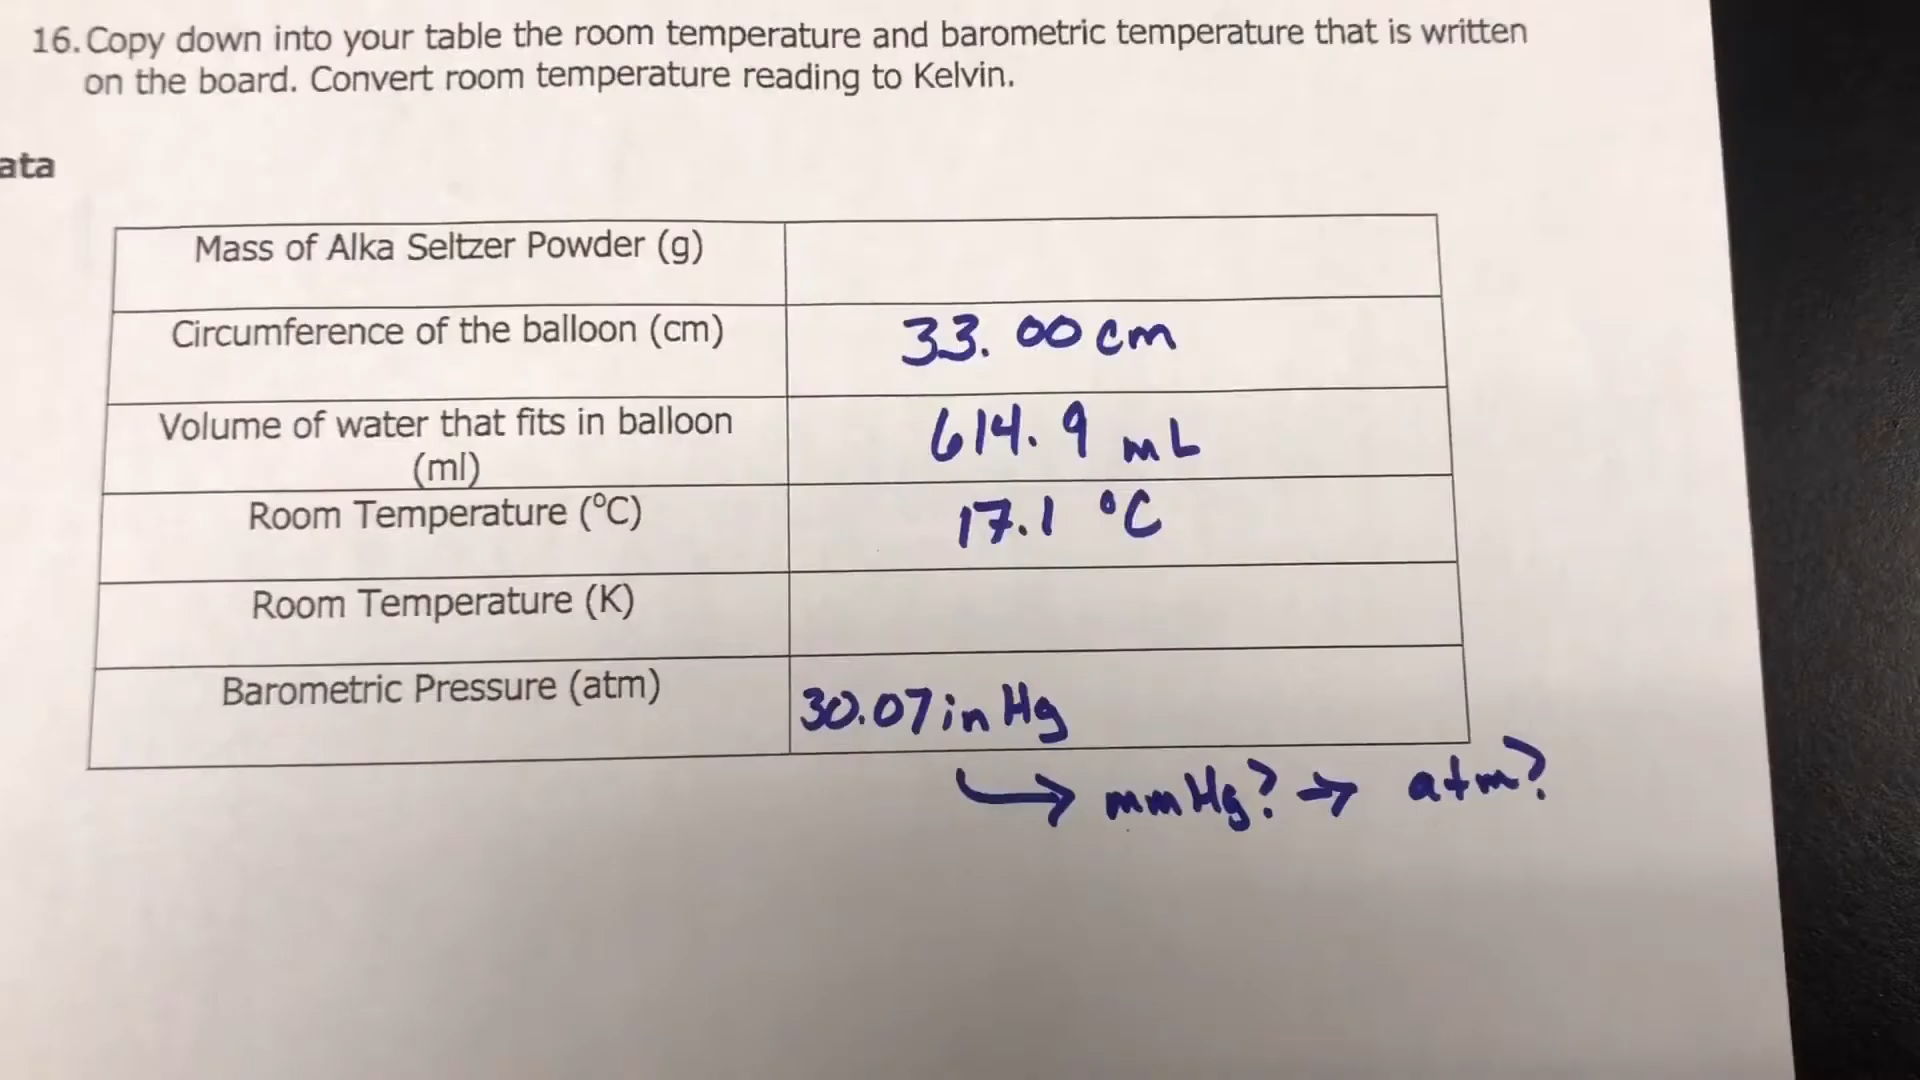 16. Copy down into your table the room temperature and barometric temperature that is written
on the board. Convert room temperature reading to Kelvin.
ata
Mass of Alka Seltzer Powder (g)
Circumference of the balloon (cm) 33.00 cm
Volume of water that fits in balloon
(ml) 614.9 mL
Room Temperature (°C) 17.1 °C
Room Temperature (K)
Barometric Pressure (atm) 30.07 in Hg
→ mm Hg? → atm?